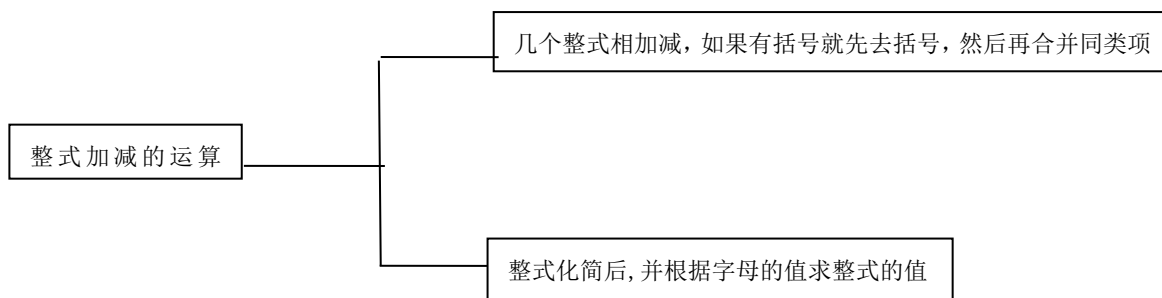 几个整式相加减，如果有括号就先去括号，然后再合并同类项
整式加减的运算
整式化简后,并根据字母的值求整式的值